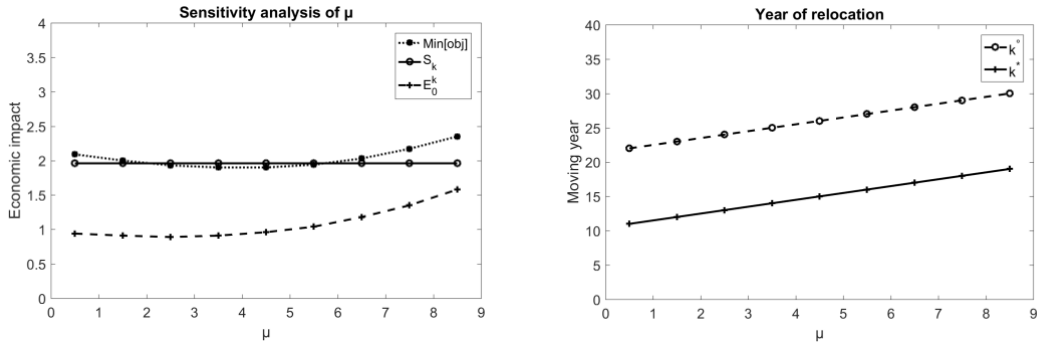 Sensitivity analysis of μ
4
3.5
3
2.5
2
1.5
1
0.5
0
Economic impact
Min[obj]
S_k
E_0^k
0 1 2 3 4 5 6 7 8 9
μ
Year of relocation
40
35
30
25
20
15
10
5
0
Moving year
k°
k*
0 1 2 3 4 5 6 7 8 9
μ